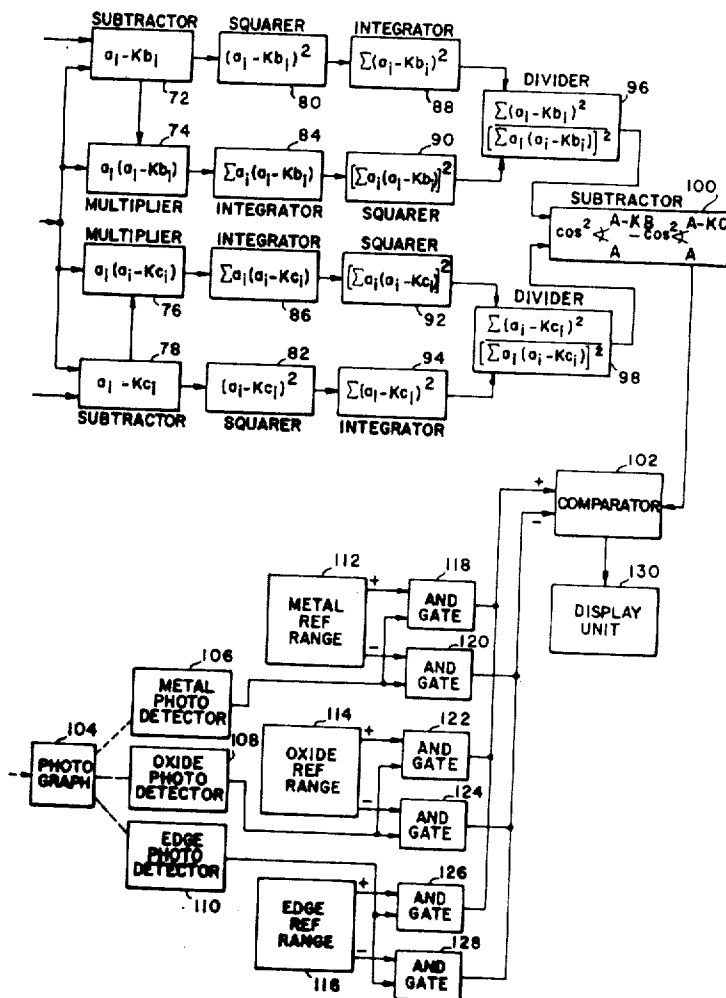 SUBTRACTOR
SQUARER
INTEGRATOR
a_i - Kb_i
(a_i - Kb_i)²
Σ(a_i - Kb_i)²
DIVIDER
96
72
80
88
Σ(a_i - Kb_i)²
[Σa_i(a_i - Kb_i)]²
74
84
90
a_i(a_i - Kb_i)
Σa_i(a_i - Kb_i)
[Σa_i(a_i - Kb_i)]²
MULTIPLIER
INTEGRATOR
SQUARER
SUBTRACTOR
100
cos² ∢ A-KB/A - cos² ∢ A-KC/A
MULTIPLIER
INTEGRATOR
SQUARER
a_i(a_i - Kc_i)
Σa_i(a_i - Kc_i)
[Σa_i(a_i - Kc_i)]²
76
86
92
DIVIDER
Σ(a_i - Kc_i)²
[Σa_i(a_i - Kc_i)]²
98
78
82
94
a_i - Kc_i
(a_i - Kc_i)²
Σ(a_i - Kc_i)²
SUBTRACTOR
SQUARER
INTEGRATOR
102
+
COMPARATOR
−
112
118
130
METAL
REF
RANGE
+
−
AND
GATE
DISPLAY
UNIT
120
AND
GATE
106
METAL
PHOTO
DETECTOR
104
PHOTO
GRAPH
108
OXIDE
PHOTO
DETECTOR
114
OXIDE REF
RANGE
+
−
122
AND
GATE
124
AND
GATE
EDGE
PHOTO
DETECTOR
110
EDGE REF
RANGE
116
+
−
126
AND
GATE
128
AND
GATE